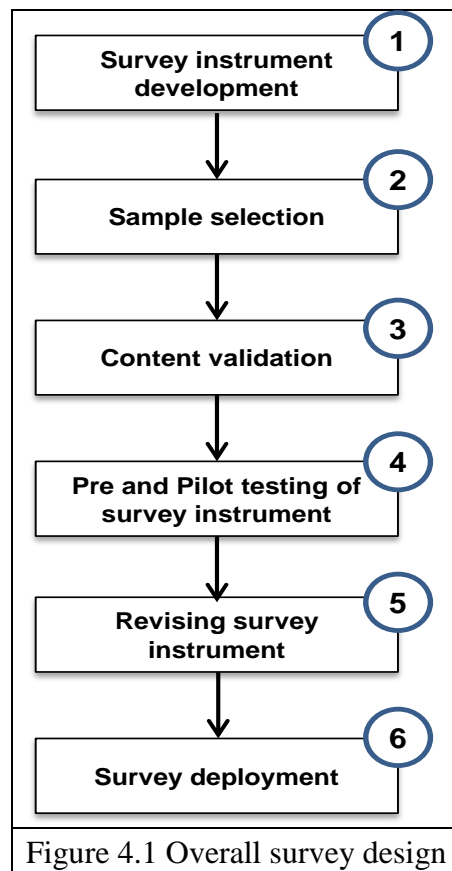 1
Survey instrument
development
2
Sample selection
3
Content validation
4
Pre and Pilot testing of
survey instrument
5
Revising survey
instrument
6
Survey deployment
Figure 4.1 Overall survey design